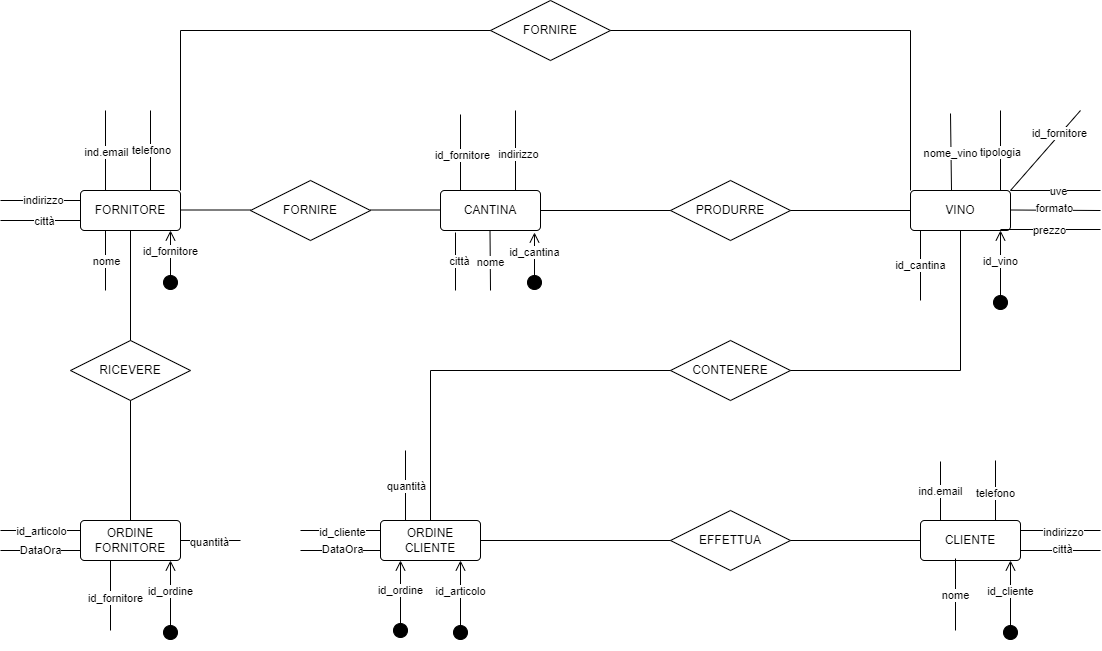 FORNIRE
ind.email
telefono
id_fornitore
indirizzo
nome_vino
tipologia
id_fornitore
indirizzo
città
FORNITORE
FORNIRE
CANTINA
PRODURRE
VINO
uve
formato
prezzo
nome
id_fornitore
città
nome
id_cantina
id_cantina
id_vino
RICEVERE
CONTENERE
quantità
ind.email
telefono
id_articolo
DataOra
ORDINE
FORNITORE
quantità
id_cliente
DataOra
ORDINE
CLIENTE
EFFETTUA
CLIENTE
indirizzo
città
id_fornitore
id_ordine
id_ordine
id_articolo
nome
id_cliente